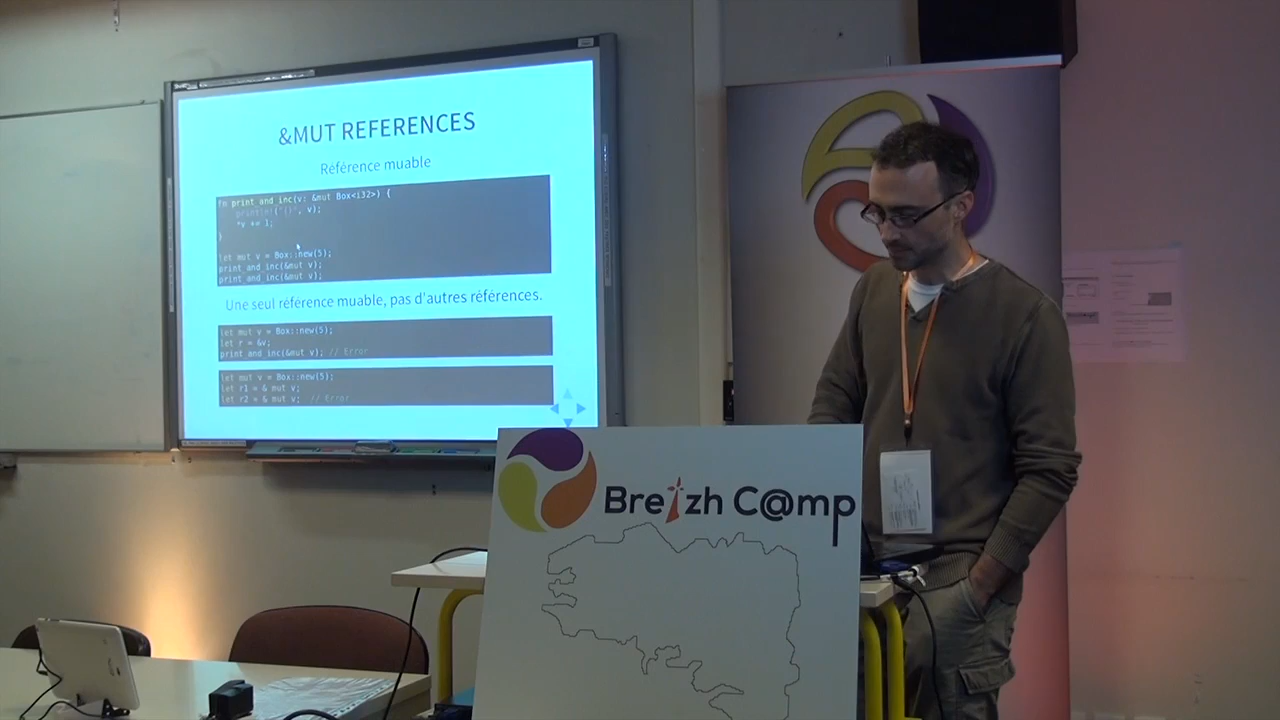 &MUT REFERENCES
Référence muable
fn print_and_inc(v: &mut Box<i32>) {
println!("{}", v);
*v += 1;
}
let mut v = Box::new(5);
print_and_inc(&mut v);
print_and_inc(&mut v);
Une seul référence muable, pas d'autres références.
let mut v = Box::new(5);
let r = &v;
print_and_inc(&mut v); // Error
let mut v = Box::new(5);
let r1 = & mut v;
let r2 = & mut v; // Error
Breizh C@mp